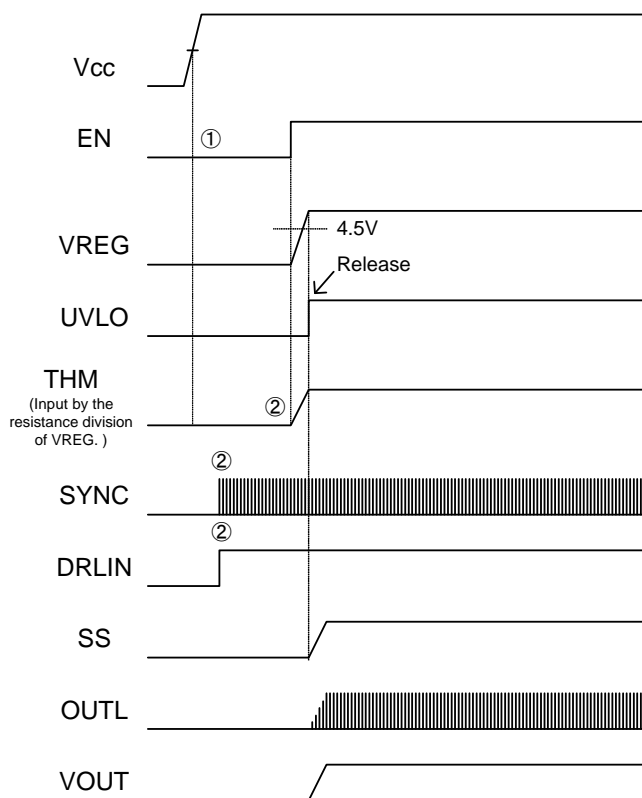 Vcc
EN
①
VREG
4.5V
Release
UVLO
THM
(Input by the
resistance division
of VREG. )
②
SYNC
②
DRLIN
②
SS
OUTL
VOUT